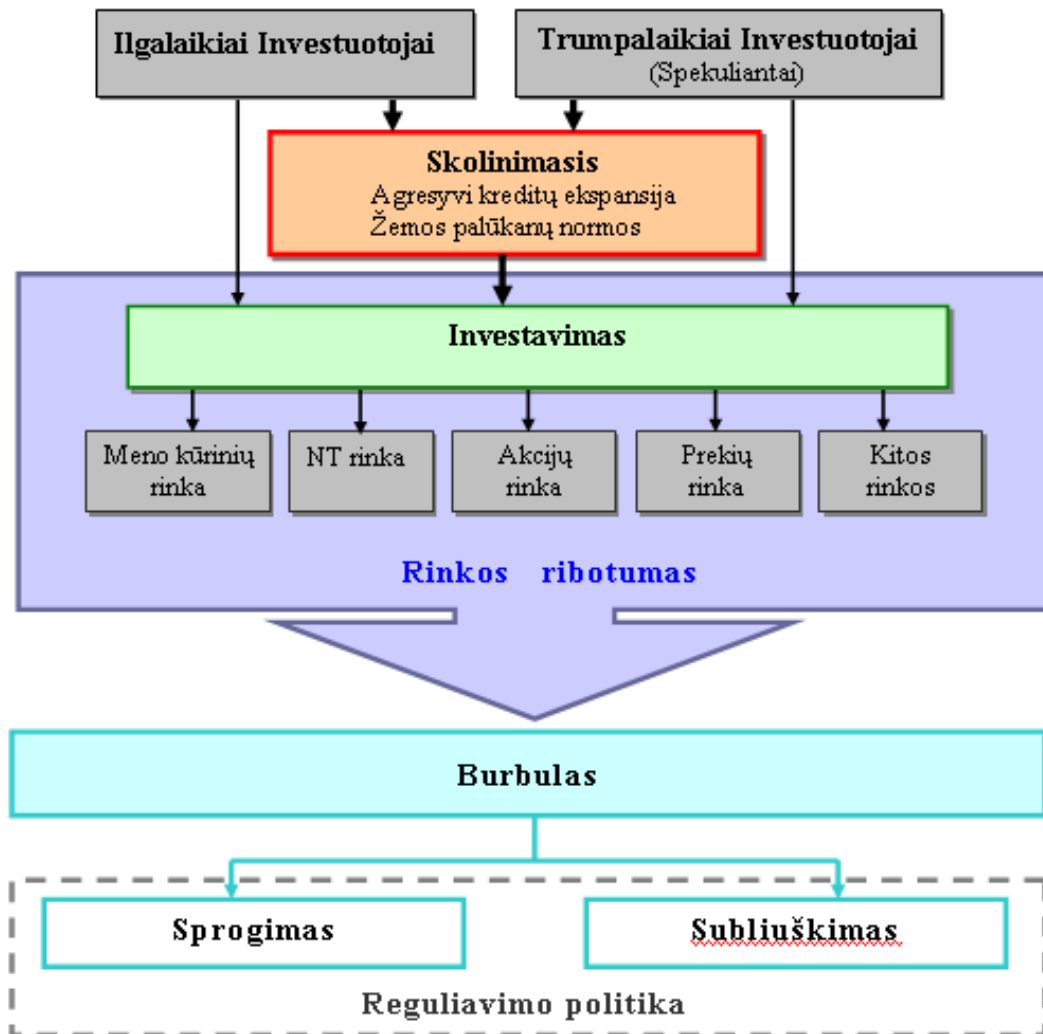 Ilgalaikiai Investuotojai
Trumpalaikiai Investuotojai
(Spekuliantai)
Skolinimasis
Agresyvi kreditų ekspansija
Žemos palūkanų normos
Investavimas
Meno kūrinių
rinka
NT rinka
Akcijų
rinka
Prekių
rinka
Kitos
rinkos
Rinkos ribotumas
Burbulas
Sprogimas
Subliuškimas
Reguliavimo politika